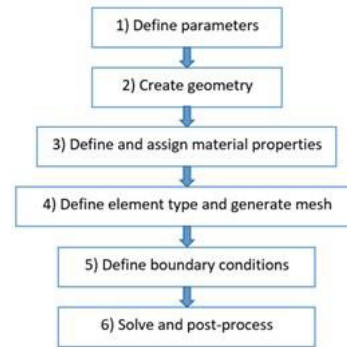 1) Define parameters
2) Create geometry
3) Define and assign material properties
4) Define element type and generate mesh
5) Define boundary conditions
6) Solve and post-process